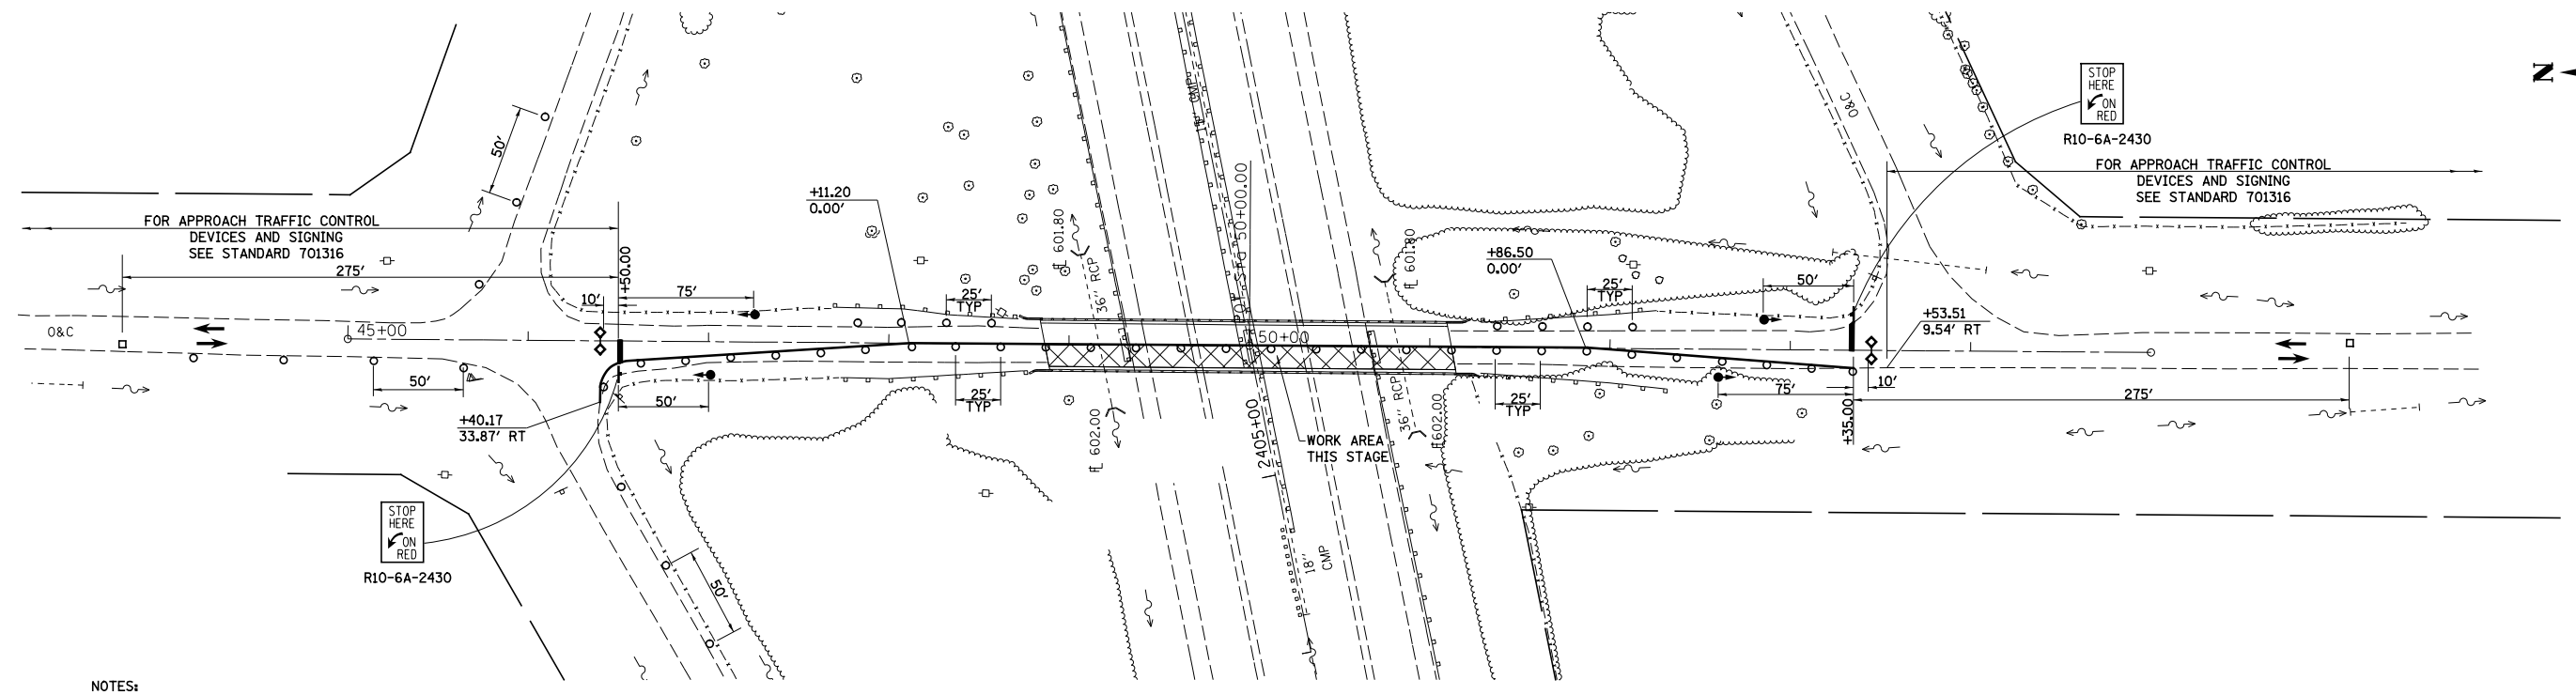 STOP
HERE
ON
RED
R10-6A-2430
N
FOR APPROACH TRAFFIC CONTROL
DEVICES AND SIGNING
SEE STANDARD 701316
O&C
50'
+11.20
0.00'
FOR APPROACH TRAFFIC CONTROL
DEVICES AND SIGNING
SEE STANDARD 701316
275'
+50.00
10'
75'
25'
TYP
601.80
36" RCP
CMP
50+00.00
601.80
+86.50
0.00'
25'
TYP
50'
+53.51
9.54' RT
O&C
45+00
50+00
50'
50'
25'
TYP
25'
TYP
75'
10'
275'
+35.00
+40.17
33.87' RT
602.00
2405+00
WORK AREA
THIS STAGE
36" RCP
602.00
STOP
HERE
ON
RED
R10-6A-2430
18"
CMP
50'
NOTES: